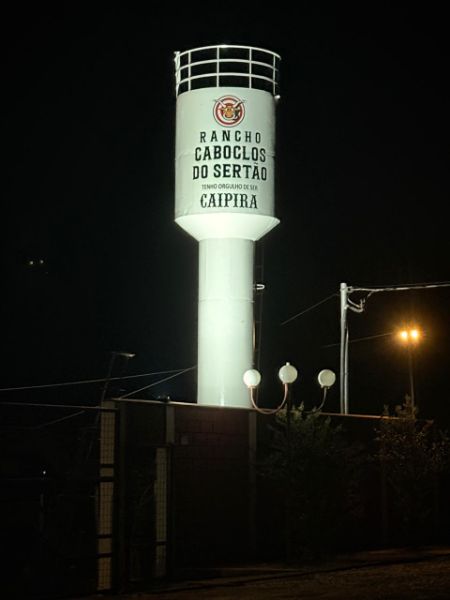 RANCHO
CABOCLOS
DO SERTÃO
TENHO ORGULHO DE SER
CAIPIRA